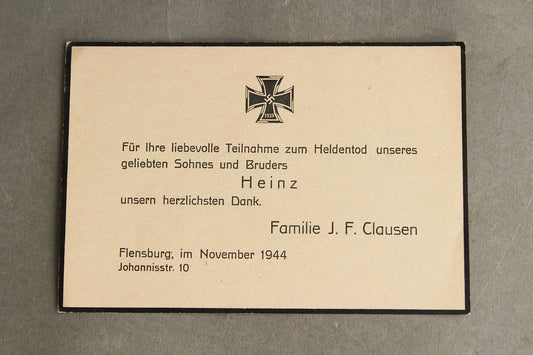 1939
Für Ihre liebevolle Teilnahme zum Heldentod unseres
geliebten Sohnes und Bruders
Heinz
unsern herzlichsten Dank.
Familie J. F. Clausen
Flensburg, im November 1944
Johannisstr. 10